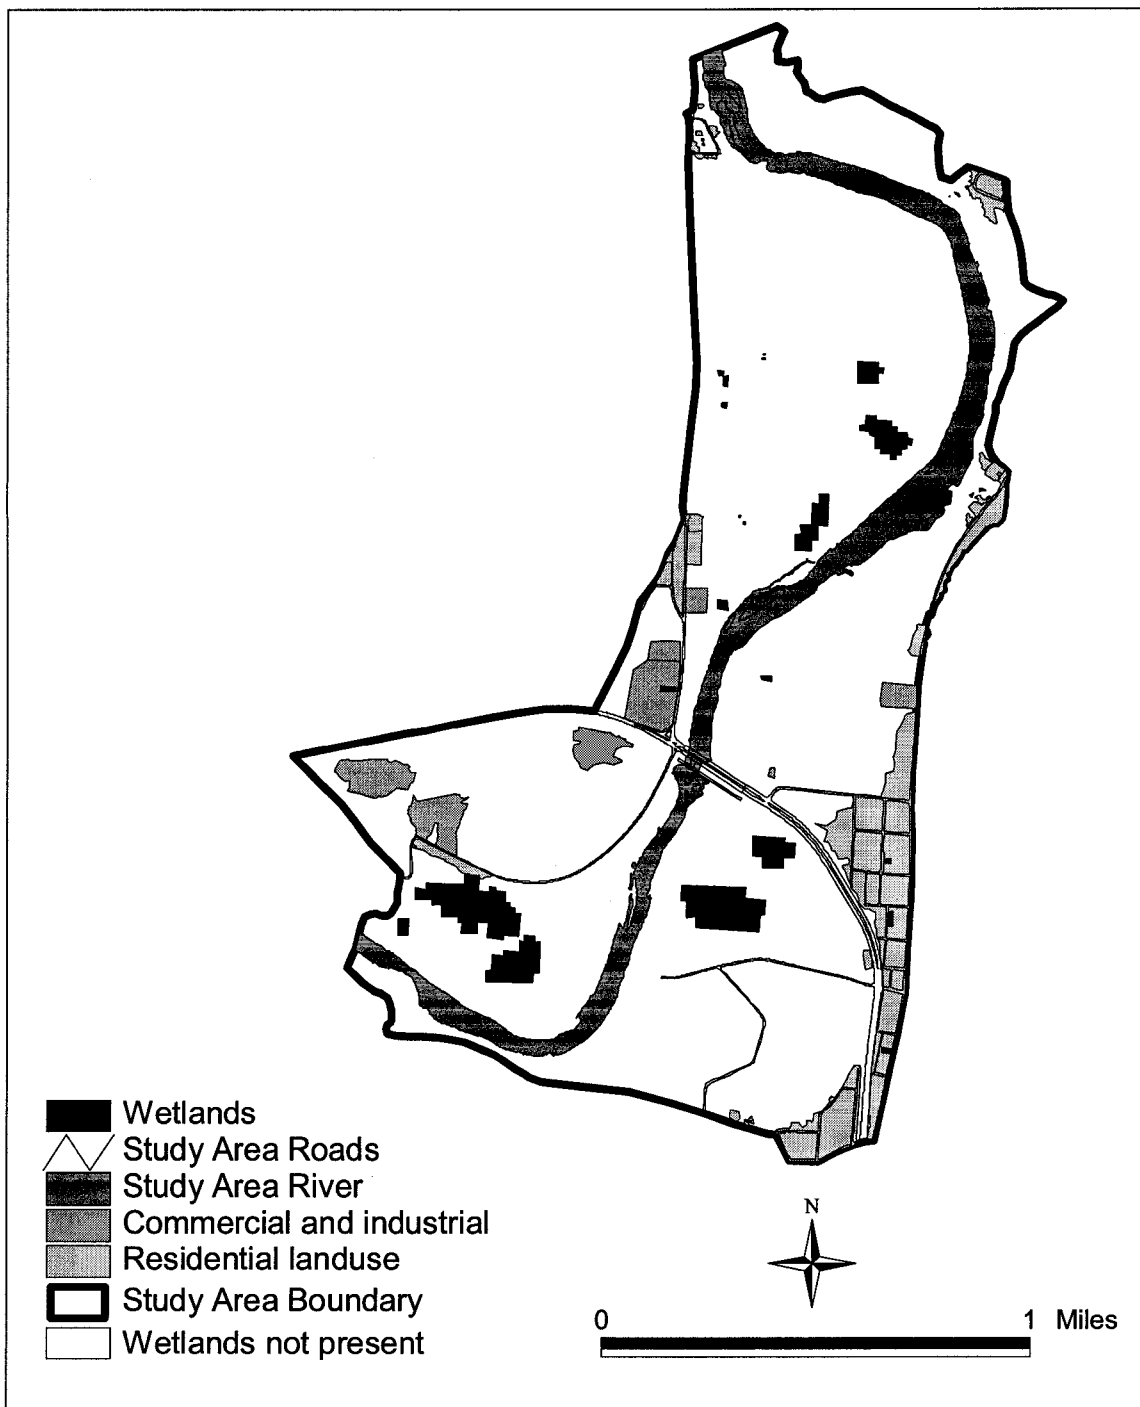 Wetlands
Study Area Roads
Study Area River
Commercial and industrial
Residential landuse
Study Area Boundary
Wetlands not present
N
0 1 Miles